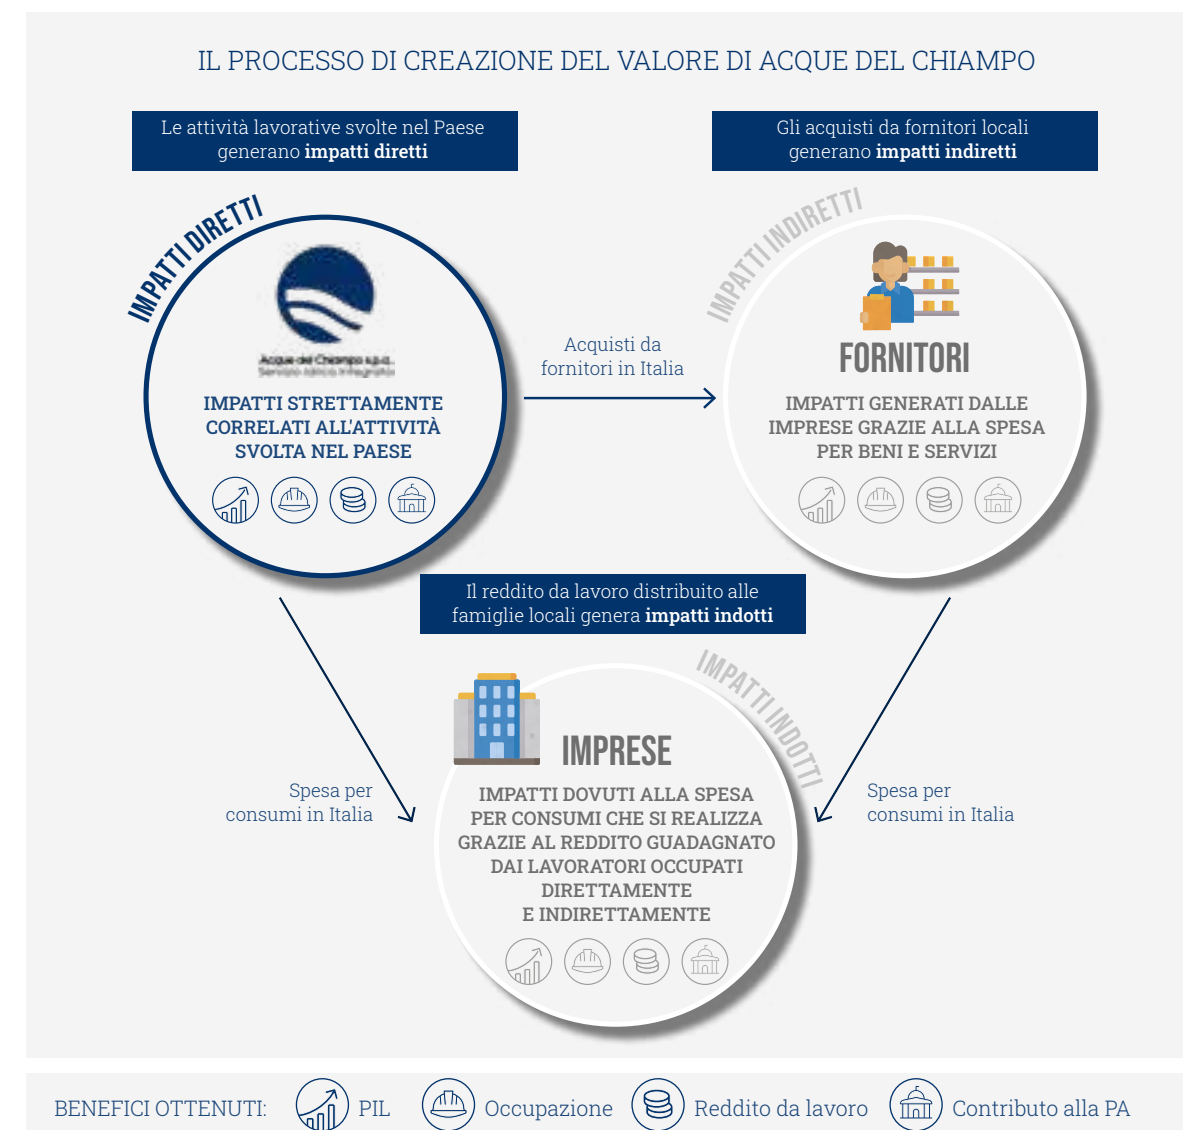 IL PROCESSO DI CREAZIONE DEL VALORE DI ACQUE DEL CHIAMPO
Le attività lavorative svolte nel Paese
generano impatti diretti
Gli acquisti da fornitori locali
generano impatti indiretti
IMPATTI DIRETTI
Acque del Chiampo s.p.a.
Servizio Idrico Integrato
IMPATTI STRETTAMENTE
CORRELATI ALL'ATTIVITÀ
SVOLTA NEL PAESE
Acquisti da
fornitori in Italia
IMPATTI INDIRETTI
FORNITORI
IMPATTI GENERATI DALLE
IMPRESE GRAZIE ALLA SPESA
PER BENI E SERVIZI
Il reddito da lavoro distribuito alle
famiglie locali genera impatti indotti
IMPATTI INDOTTI
IMPRESE
IMPATTI DOVUTI ALLA SPESA
PER CONSUMI CHE SI REALIZZA
GRAZIE AL REDDITO GUADAGNATO
DAI LAVORATORI OCCUPATI
DIRETTAMENTE
E INDIRETTAMENTE
Spesa per
consumi in Italia
Spesa per
consumi in Italia
BENEFICI OTTENUTI:
PIL
Occupazione
Reddito da lavoro
Contributo alla PA